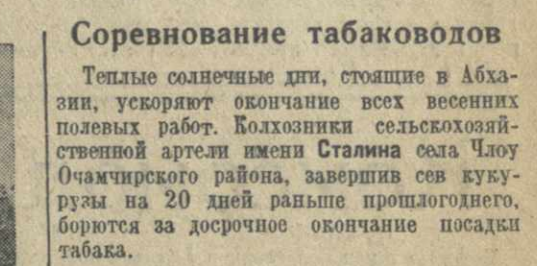 Соревнование табаководов
Теплые солнечные дни, стоящие в Абха-
зии, ускоряют окончание всех весенних
полевых работ. Колхозники сельскохозяй-
ственной артели имени Сталина села Члоу
Очамчирского района, завершив сев куку-
рузы на 20 дней раньше прошлогоднего,
борются за досрочное окончание посадки
табака.